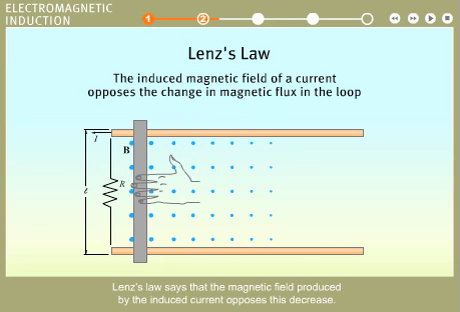 ELECTROMAGNETIC
INDUCTION
1
2
Lenz's Law
The induced magnetic field of a current
opposes the change in magnetic flux in the loop
I
B
R
ℓ
Lenz's law says that the magnetic field produced
by the induced current opposes this decrease.